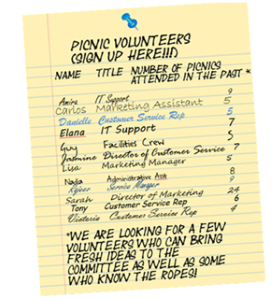 PICNIC VOLUNTEERS
(SIGN UP HERE!!!)
NAME TITLE NUMBER OF PICNICS
ATTENDED IN THE PAST *
Amira IT Support 9
Carlos Marketing Assistant 5
Danielle Customer Service Rep 5
Elana IT Support 7
Guy Facilities Crew 5
Jasmine Director of Customer Service 7
Lisa Marketing Manager 5
Nadia Administrative 8
Service Manager 9
Sarah Director of Marketing 24
Tony Customer Service Rep 6
Victoria Customer Service Rep 4
*WE ARE LOOKING FOR A FEW
VOLUNTEERS WHO CAN BRING
FRESH IDEAS TO THE
COMMITTEE AS WELL AS SOME
WHO KNOW THE ROPES!